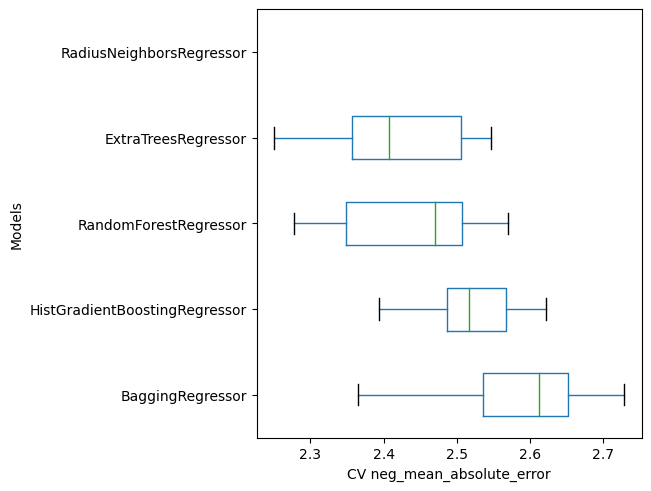 RadiusNeighborsRegressor
ExtraTreesRegressor
RandomForestRegressor
HistGradientBoostingRegressor
BaggingRegressor
Models
2.3 2.4 2.5 2.6 2.7
CV neg_mean_absolute_error